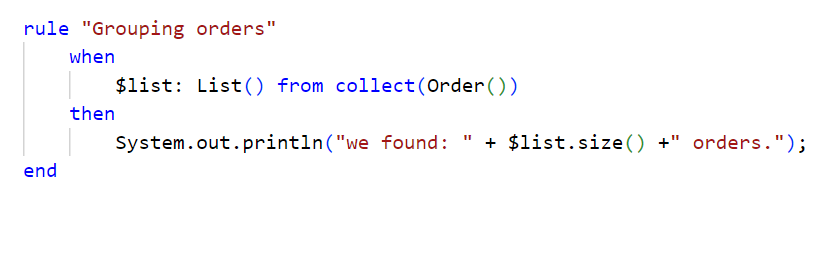 rule "Grouping orders"
    when
        $list: List() from collect(Order())
    then
        System.out.println("we found: " + $list.size() +" orders.");
end